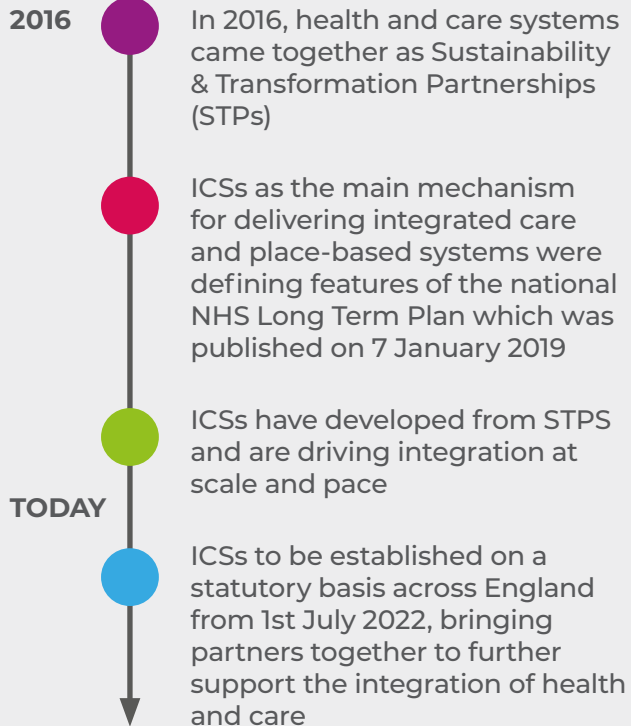 2016
In 2016, health and care systems
came together as Sustainability
& Transformation Partnerships
(STPs)
ICSs as the main mechanism
for delivering integrated care
and place-based systems were
defining features of the national
NHS Long Term Plan which was
published on 7 January 2019
ICSs have developed from STPS
and are driving integration at
scale and pace
TODAY
ICSs to be established on a
statutory basis across England
from 1st July 2022, bringing
partners together to further
support the integration of health
and care